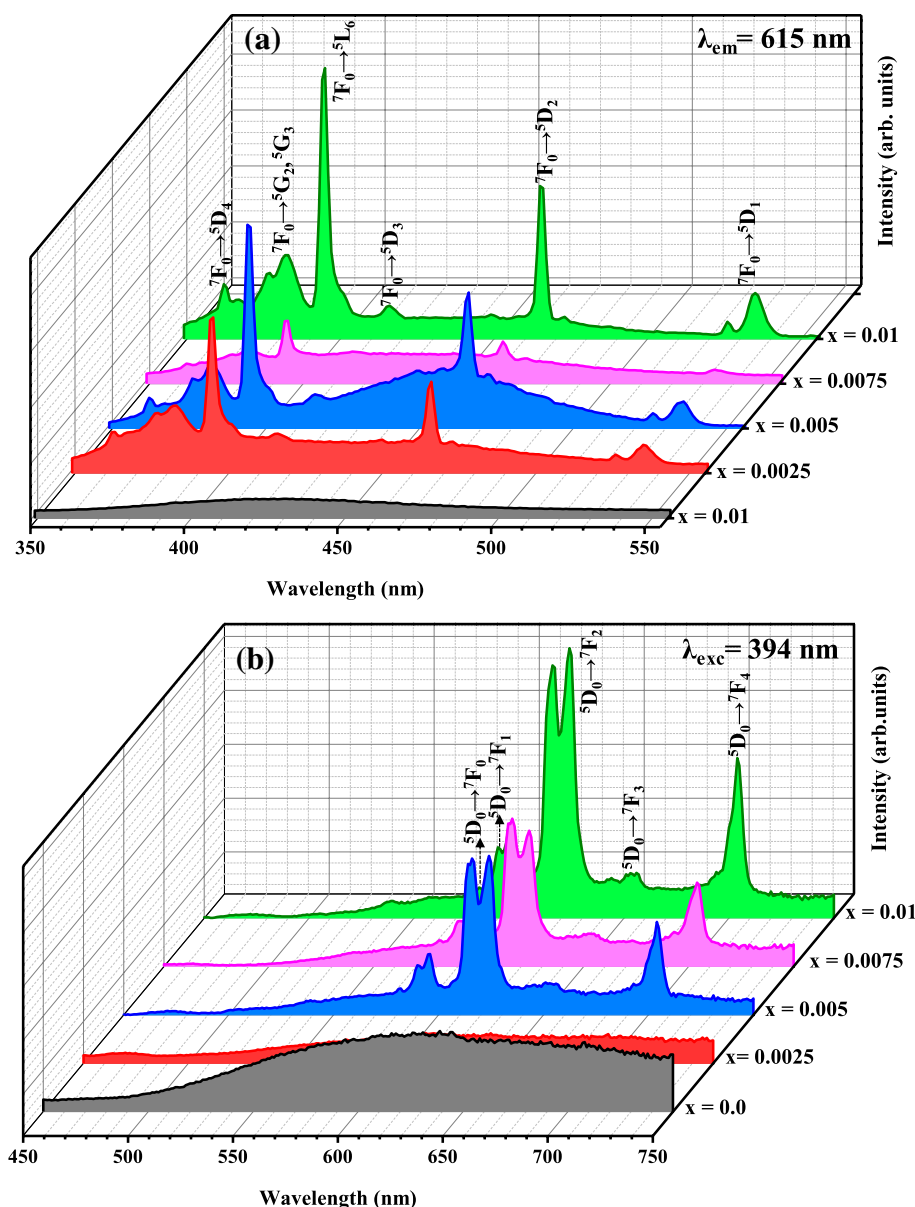 (a)
λem= 615 nm
⁷F₀→⁵D₄
⁷F₀→⁵G₂,⁵G₃
⁷F₀→⁵L₆
⁷F₀→⁵D₃
⁷F₀→⁵D₂
⁷F₀→⁵D₁
Intensity (arb. units)
x = 0.01
x = 0.0075
x = 0.005
x = 0.0025
x = 0.01
350 400 450 500 550
Wavelength (nm)
(b)
λexc= 394 nm
⁵D₀→⁷F₀
⁵D₀→⁷F₁
⁵D₀→⁷F₂
⁵D₀→⁷F₃
⁵D₀→⁷F₄
Intensity (arb.units)
x = 0.01
x = 0.0075
x = 0.005
x= 0.0025
x = 0.0
450 500 550 600 650 700 750
Wavelength (nm)